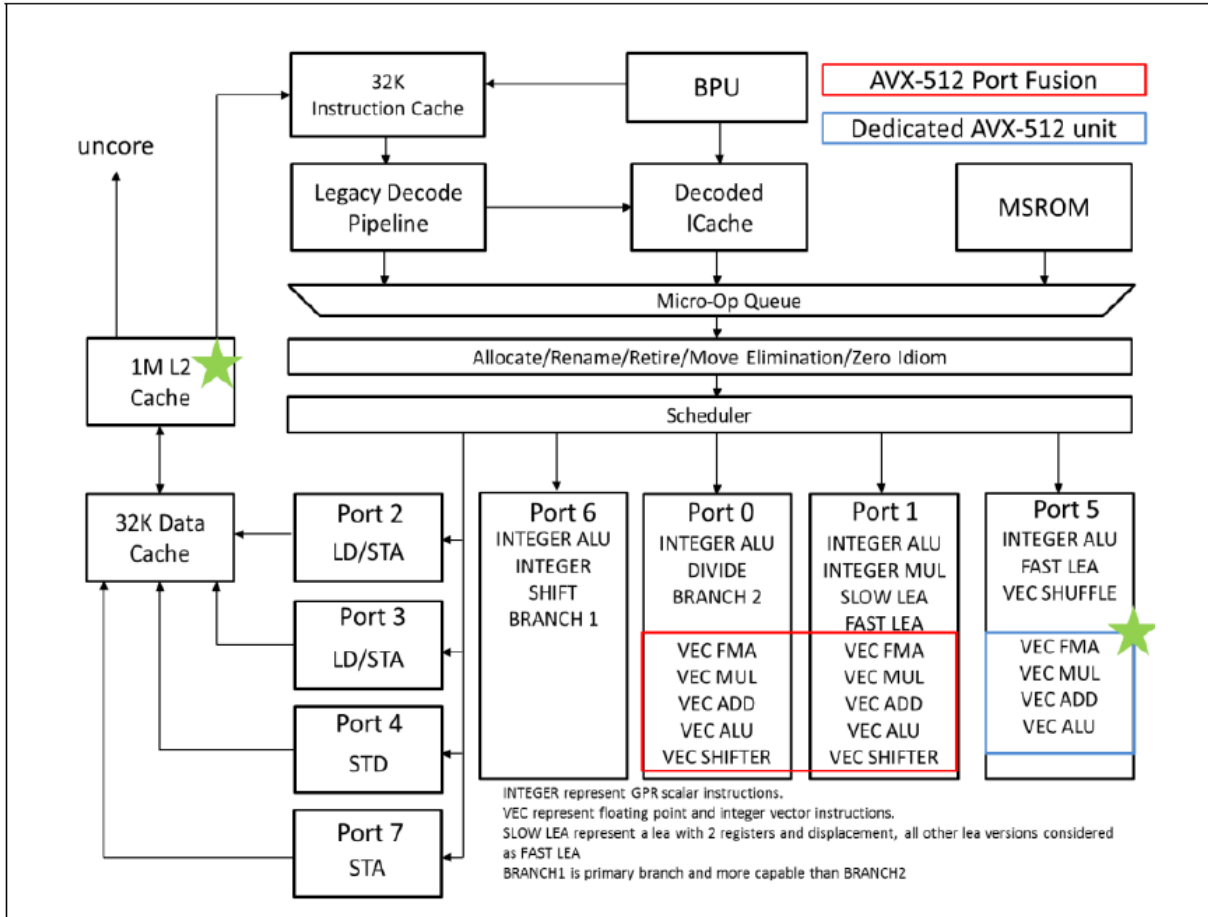 32K
Instruction Cache
BPU
AVX-512 Port Fusion
Dedicated AVX-512 unit
uncore
Legacy Decode
Pipeline
Decoded
ICache
MSROM
Micro-Op Queue
1M L2
Cache
Allocate/Rename/Retire/Move Elimination/Zero Idiom
Scheduler
32K Data
Cache
Port 2
LD/STA
Port 3
LD/STA
Port 4
STD
Port 7
STA
Port 6
INTEGER ALU
INTEGER
SHIFT
BRANCH 1
Port 0
INTEGER ALU
DIVIDE
BRANCH 2
VEC FMA
VEC MUL
VEC ADD
VEC ALU
VEC SHIFTER
Port 1
INTEGER ALU
INTEGER MUL
SLOW LEA
FAST LEA
VEC FMA
VEC MUL
VEC ADD
VEC ALU
VEC SHIFTER
Port 5
INTEGER ALU
FAST LEA
VEC SHUFFLE
VEC FMA
VEC MUL
VEC ADD
VEC ALU
INTEGER represent GPR scalar instructions.
VEC represent floating point and integer vector instructions.
SLOW LEA represent a lea with 2 registers and displacement, all other lea versions considered
as FAST LEA
BRANCH1 is primary branch and more capable than BRANCH2